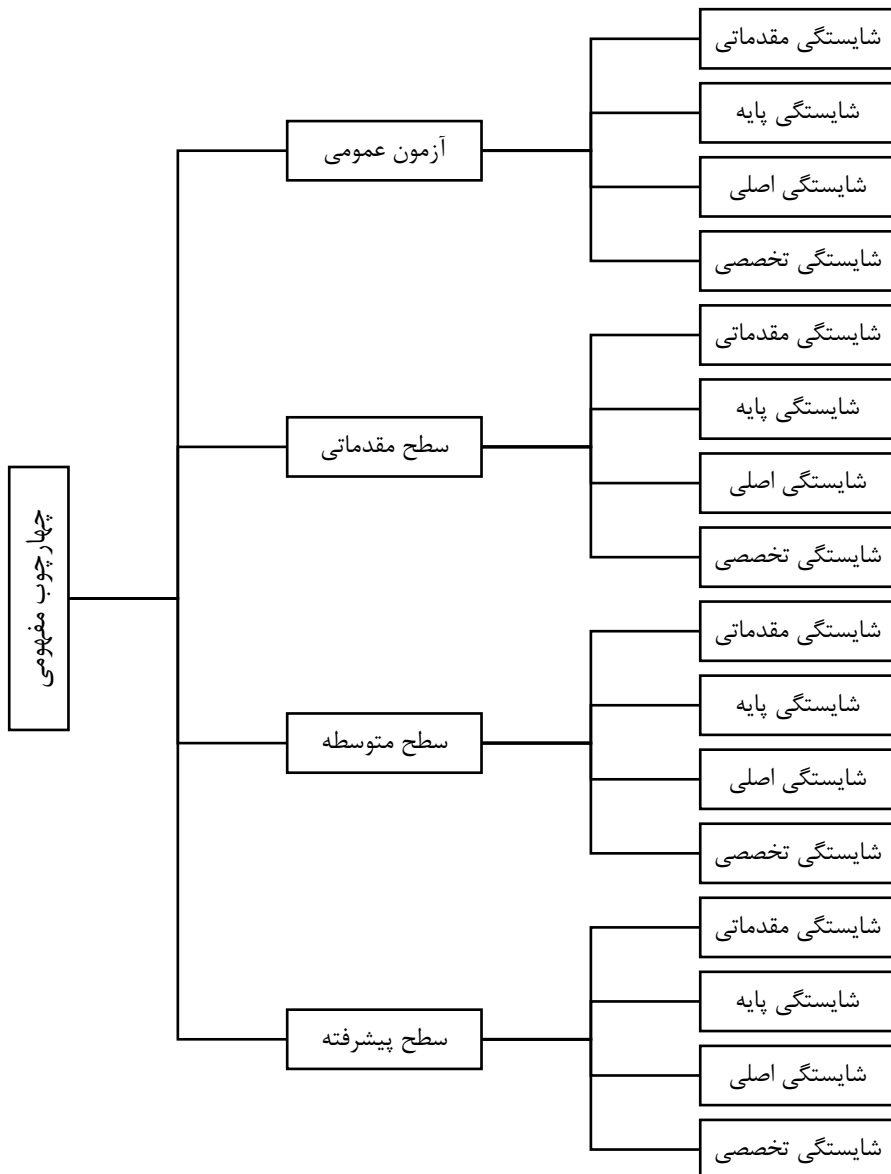 چهارچوب مفهومی
آزمون عمومی
شایستگی مقدماتی
شایستگی پایه
شایستگی اصلی
شایستگی تخصصی
سطح مقدماتی
شایستگی مقدماتی
شایستگی پایه
شایستگی اصلی
شایستگی تخصصی
سطح متوسطه
شایستگی مقدماتی
شایستگی پایه
شایستگی اصلی
شایستگی تخصصی
سطح پیشرفته
شایستگی مقدماتی
شایستگی پایه
شایستگی اصلی
شایستگی تخصصی